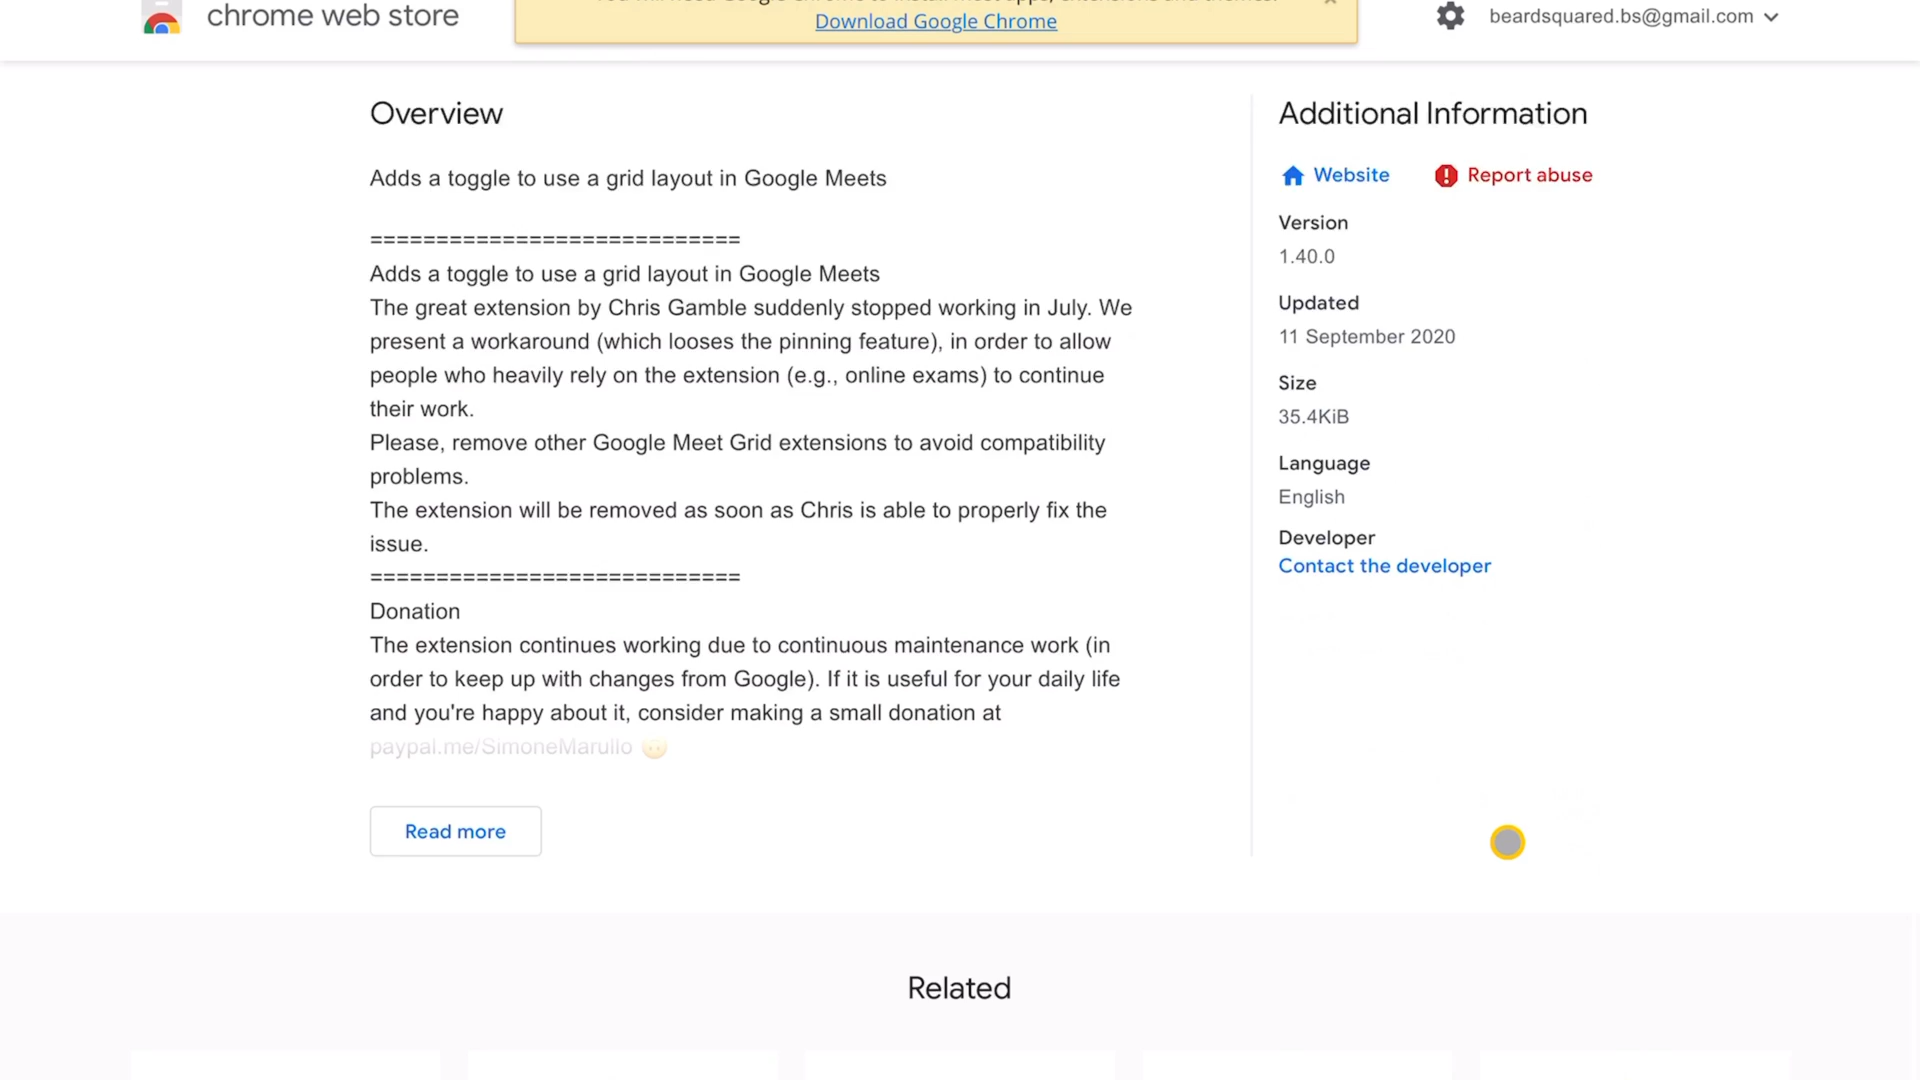 chrome web store
Download Google Chrome
beardsquared.bs@gmail.com
Overview
Adds a toggle to use a grid layout in Google Meets
============================
Adds a toggle to use a grid layout in Google Meets
The great extension by Chris Gamble suddenly stopped working in July. We
present a workaround (which looses the pinning feature), in order to allow
people who heavily rely on the extension (e.g., online exams) to continue
their work.
Please, remove other Google Meet Grid extensions to avoid compatibility
problems.
The extension will be removed as soon as Chris is able to properly fix the
issue.
============================
Donation
The extension continues working due to continuous maintenance work (in
order to keep up with changes from Google). If it is useful for your daily life
and you're happy about it, consider making a small donation at
paypal.me/SimoneMarullo
Read more
Additional Information
Website
Report abuse
Version
1.40.0
Updated
11 September 2020
Size
35.4KiB
Language
English
Developer
Contact the developer
Related